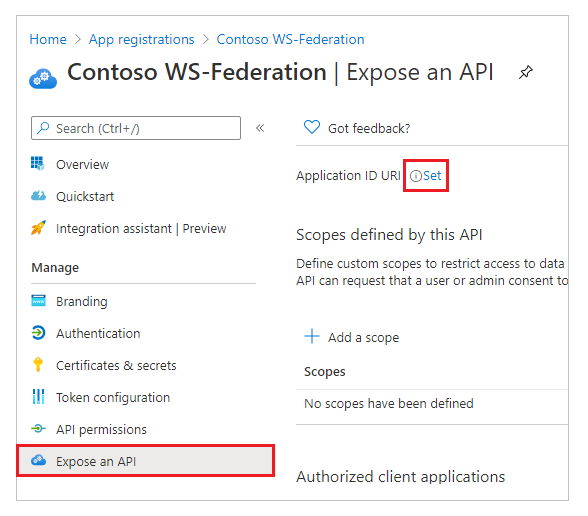 Home > App registrations > Contoso WS-Federation
Contoso WS-Federation | Expose an API
Search (Ctrl+/)
«
Overview
Quickstart
Integration assistant | Preview
Manage
Branding
Authentication
Certificates & secrets
Token configuration
API permissions
Expose an API
Got feedback?
Application ID URI Set
Scopes defined by this API
Define custom scopes to restrict access to data
API can request that a user or admin consent to
Add a scope
Scopes
No scopes have been defined
Authorized client applications